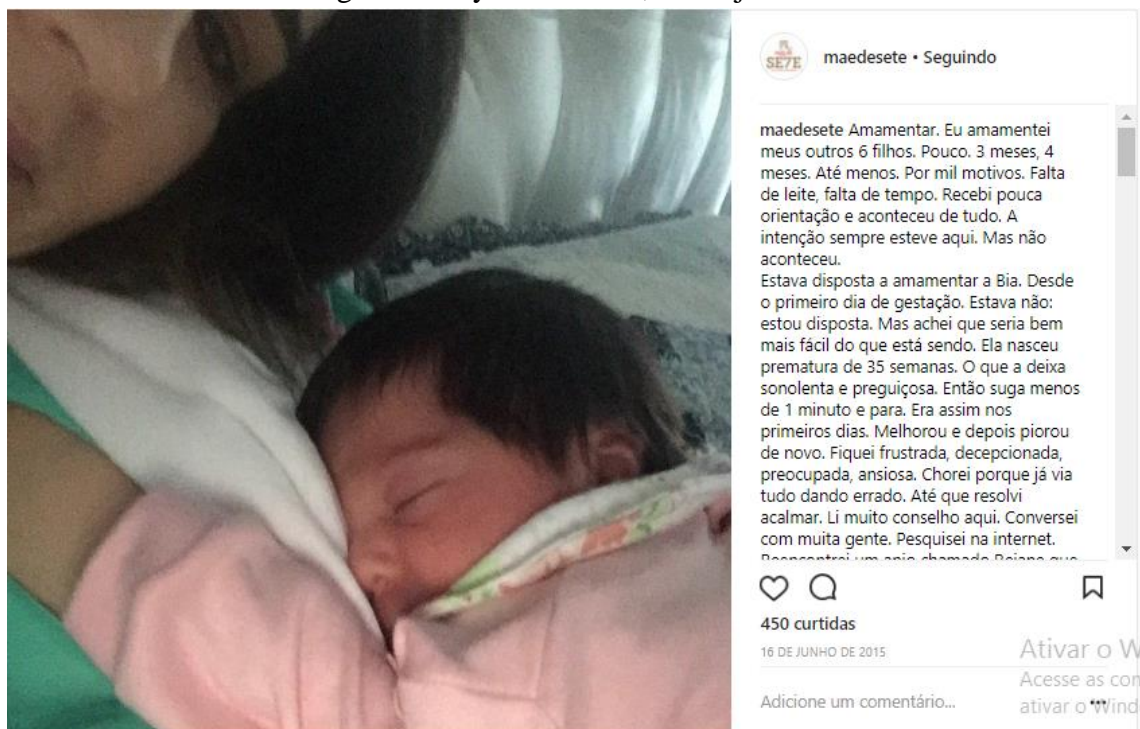 SE7E
maedesete • Seguindo
maedesete Amamentar. Eu amamentei
meus outros 6 filhos. Pouco. 3 meses, 4
meses. Até menos. Por mil motivos. Falta
de leite, falta de tempo. Recebi pouca
orientação e aconteceu de tudo. A
intenção sempre esteve aqui. Mas não
aconteceu.
Estava disposta a amamentar a Bia. Desde
o primeiro dia de gestação. Estava não:
estou disposta. Mas achei que seria bem
mais fácil do que está sendo. Ela nasceu
prematura de 35 semanas. O que a deixa
sonolenta e preguiçosa. Então suga menos
de 1 minuto e para. Era assim nos
primeiros dias. Melhorou e depois piorou
de novo. Fiquei frustrada, decepcionada,
preocupada, ansiosa. Chorei porque já via
tudo dando errado. Até que resolvi
acalmar. Li muito conselho aqui. Conversei
com muita gente. Pesquisei na internet.
Reencontrei um anjo chamado Rejane que
450 curtidas
16 DE JUNHO DE 2015
Adicione um comentário...
Ativar o W
Acesse as con
ativar o Wind